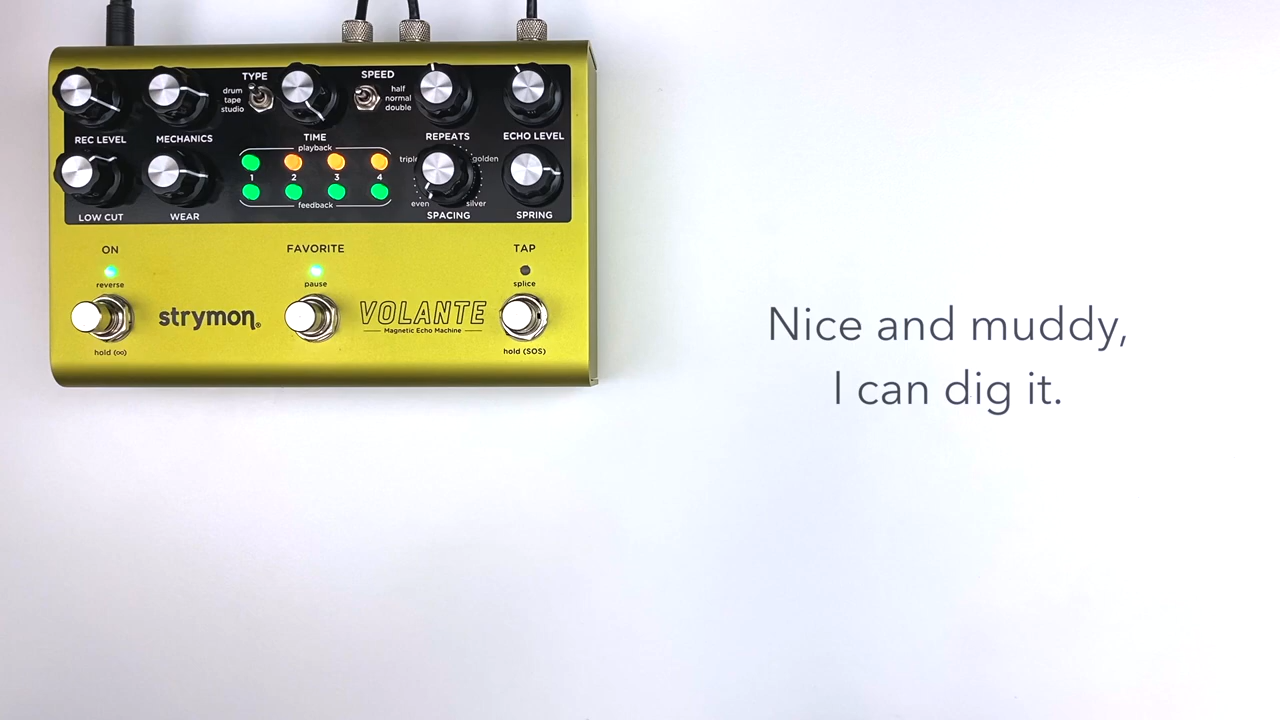 TYPE
SPEED
drum
tape
studio
half
normal
double
REC LEVEL
MECHANICS
TIME
REPEATS
ECHO LEVEL
playback
triplet
golden
1 2 3 4
even
silver
feedback
LOW CUT
WEAR
SPACING
SPRING
ON
FAVORITE
TAP
reverse
pause
splice
strymon®
VOLANTE
Magnetic Echo Machine
hold (∞)
hold (SOS)
Nice and muddy,
I can dig it.